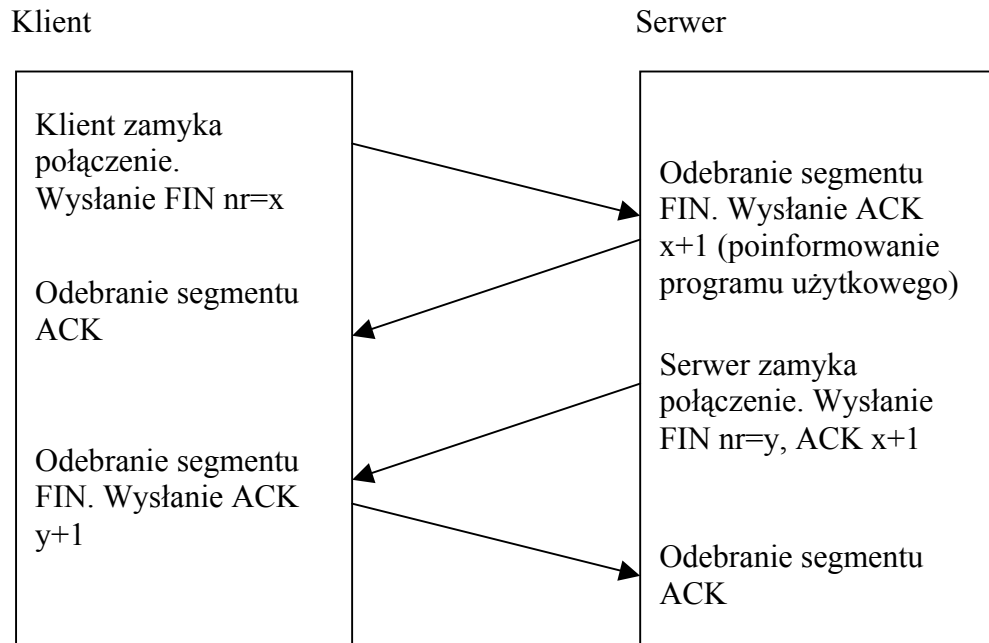 Klient
Serwer
Klient zamyka
połączenie.
Wysłanie FIN nr=x
Odebranie segmentu
FIN. Wysłanie ACK
x+1 (poinformowanie
programu użytkowego)
Odebranie segmentu
ACK
Serwer zamyka
połączenie. Wysłanie
FIN nr=y, ACK x+1
Odebranie segmentu
FIN. Wysłanie ACK
y+1
Odebranie segmentu
ACK